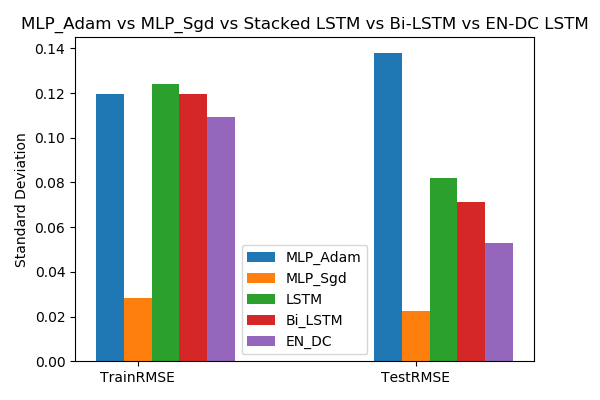 MLP_Adam vs MLP_Sgd vs Stacked LSTM vs Bi-LSTM vs EN-DC LSTM
Standard Deviation
0.14
0.12
0.10
0.08
0.06
0.04
0.02
0.00
MLP_Adam
MLP_Sgd
LSTM
Bi_LSTM
EN_DC
TrainRMSE
TestRMSE